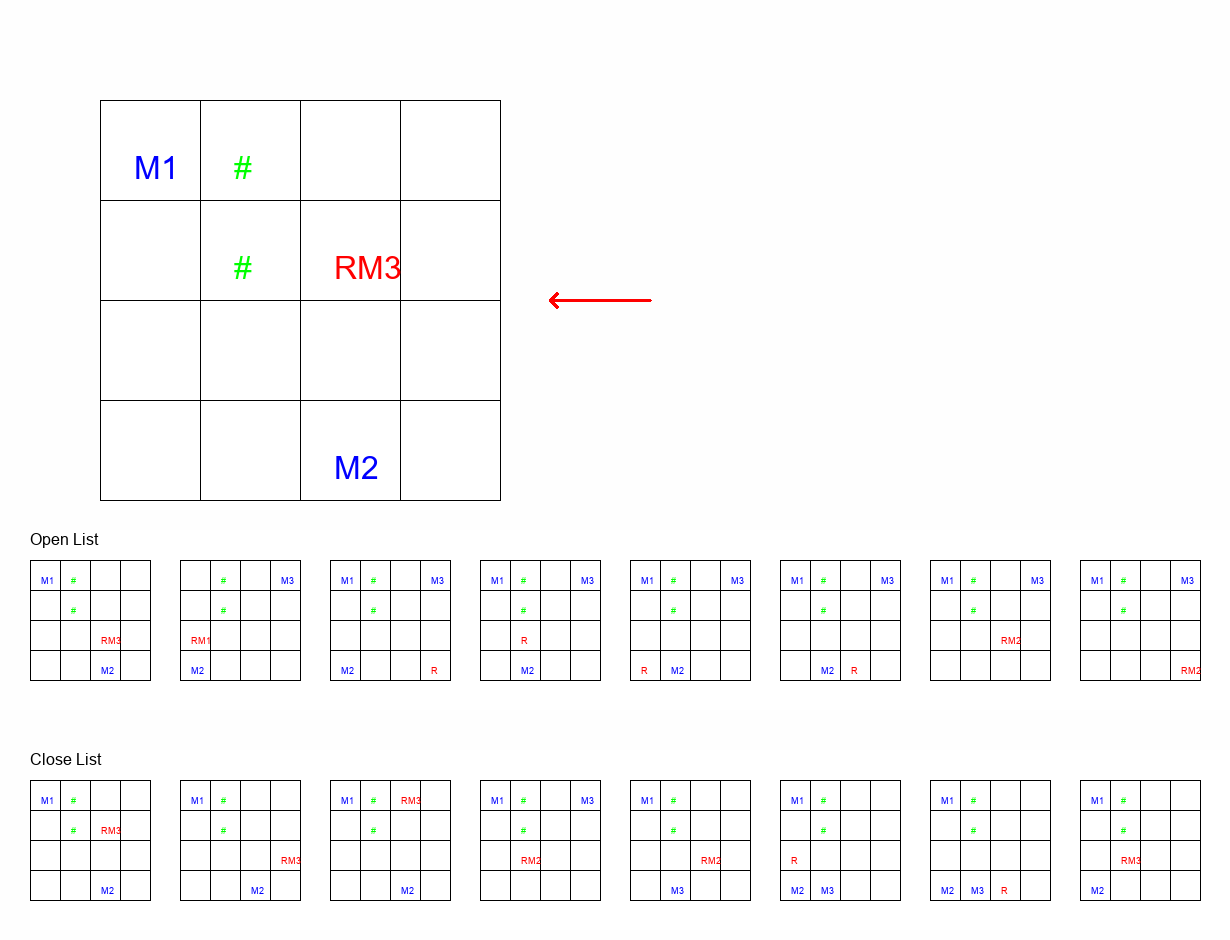 M1 #
# RM3
M2
Open List
M1 # # M3 M1 # M3 M1 # M3 M1 # M3 M1 # M3 M1 # M3 M1 # M3
# # # # # # # #
RM3 RM1 R RM2
M2 M2 M2 R M2 R M2 M2 R RM2
Close List
M1 # M1 # M1 # RM3 M1 # M3 M1 # M1 # M1 # M1 #
# RM3 # # # # # # #
RM3 RM2 RM2 R RM3
M2 M2 M2 M3 M2 M3 M2 M3 R M2